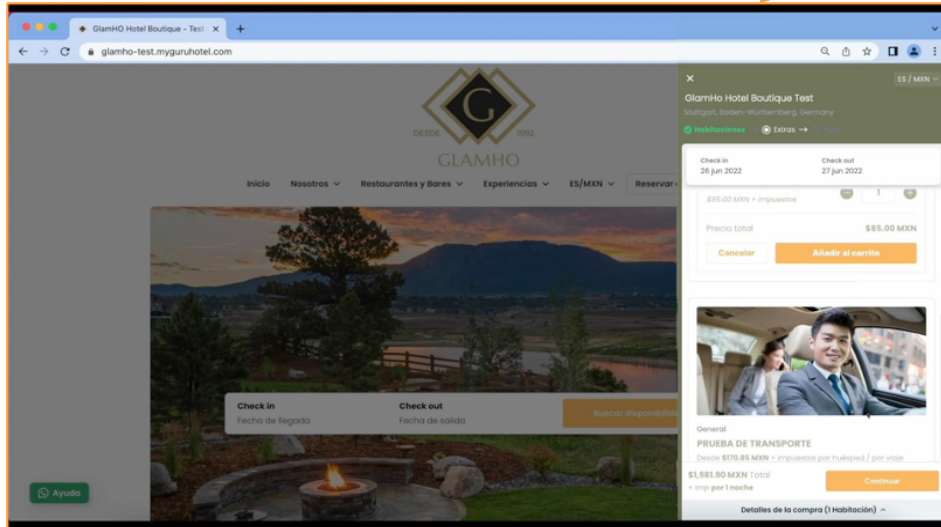 GlamHO Hotel Boutique - Test
glamho-test.myguruhotel.com
DESDE
G
1902
GLAMHO
Inicio
Nosotros
Restaurantes y Bares
Experiencias
ES/MXN
Reservar
Check in
Fecha de llegada
Check out
Fecha de salida
Buscar disponibilida
Ayuda
ES / MXN
GlamHo Hotel Boutique Test
Stuttgart, Baden-Württemberg, Germany
Habitaciones
Extras →
Check in
26 jun 2022
Check out
27 jun 2022
$85.00 MXN + impuestos
1
Precio total
$85.00 MXN
Cancelar
Añadir al carrito
General
PRUEBA DE TRANSPORTE
Desde $170.85 MXN + impuestos por huésped / por viaje
$1,981.90 MXN Total
+ imp por 1 noche
Continuar
Detalles de la compra (1 Habitación)